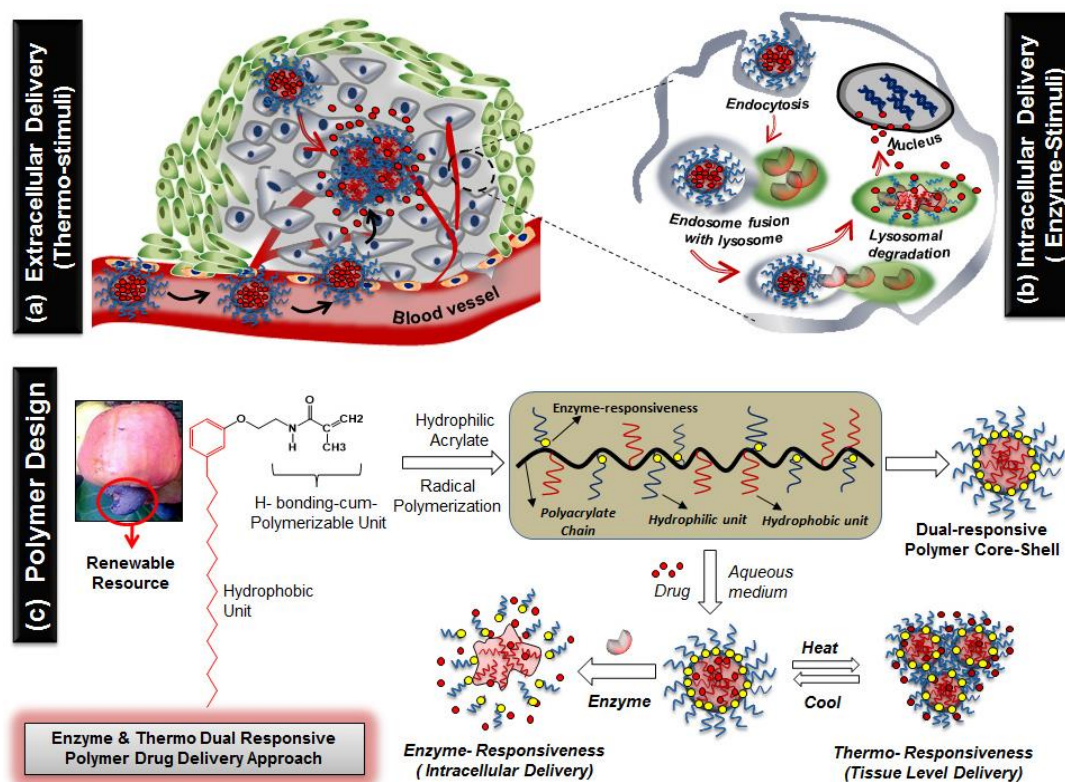 (a) Extracellular Delivery
(Thermo-stimuli)
Blood vessel
Endocytosis
Nucleus
Endosome fusion
with lysosome
Lysosomal
degradation
(b) Intracellular Delivery
( Enzyme-Stimuli)
(c) Polymer Design
Renewable
Resource
O
N
H
O
CH2
CH3
H- bonding-cum-
Polymerizable Unit
Hydrophobic
Unit
Hydrophilic
Acrylate
Radical
Polymerization
Enzyme-responsiveness
Polyacrylate
Chain
Hydrophilic unit
Hydrophobic unit
Dual-responsive
Polymer Core-Shell
Drug
Aqueous
medium
Enzyme
Heat
Cool
Enzyme- Responsiveness
( Intracellular Delivery)
Thermo- Responsiveness
(Tissue Level Delivery)
Enzyme & Thermo Dual Responsive
Polymer Drug Delivery Approach